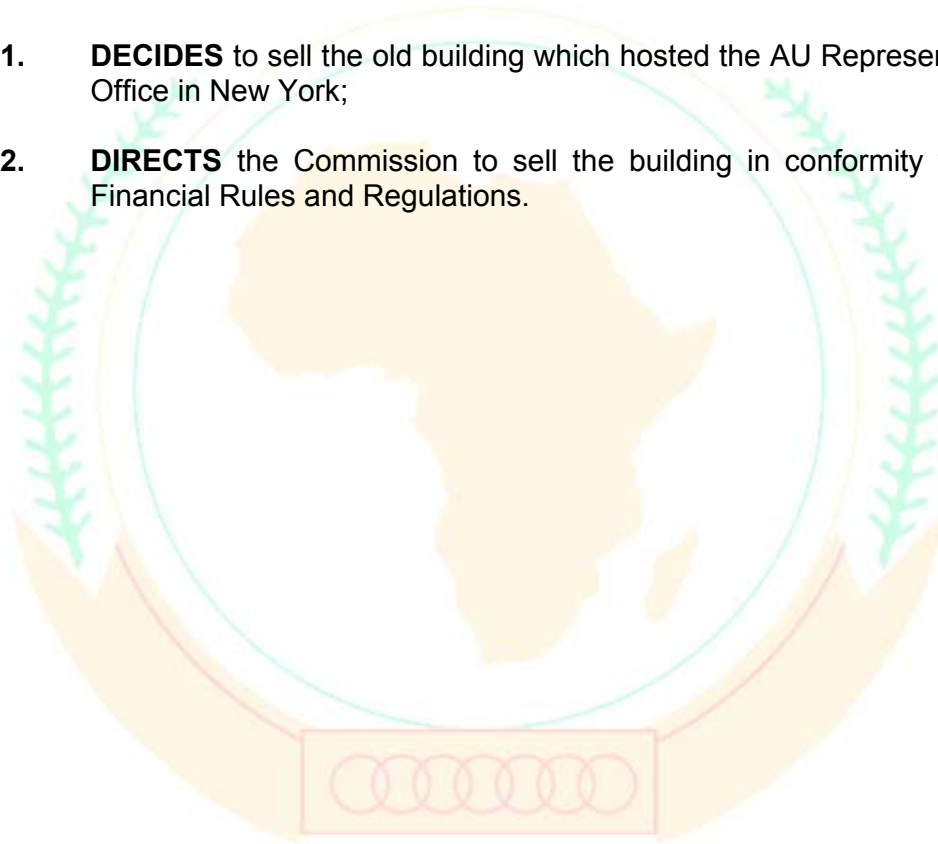 1. DECIDES to sell the old building which hosted the AU Represen
Office in New York;
2. DIRECTS the Commission to sell the building in conformity
Financial Rules and Regulations.